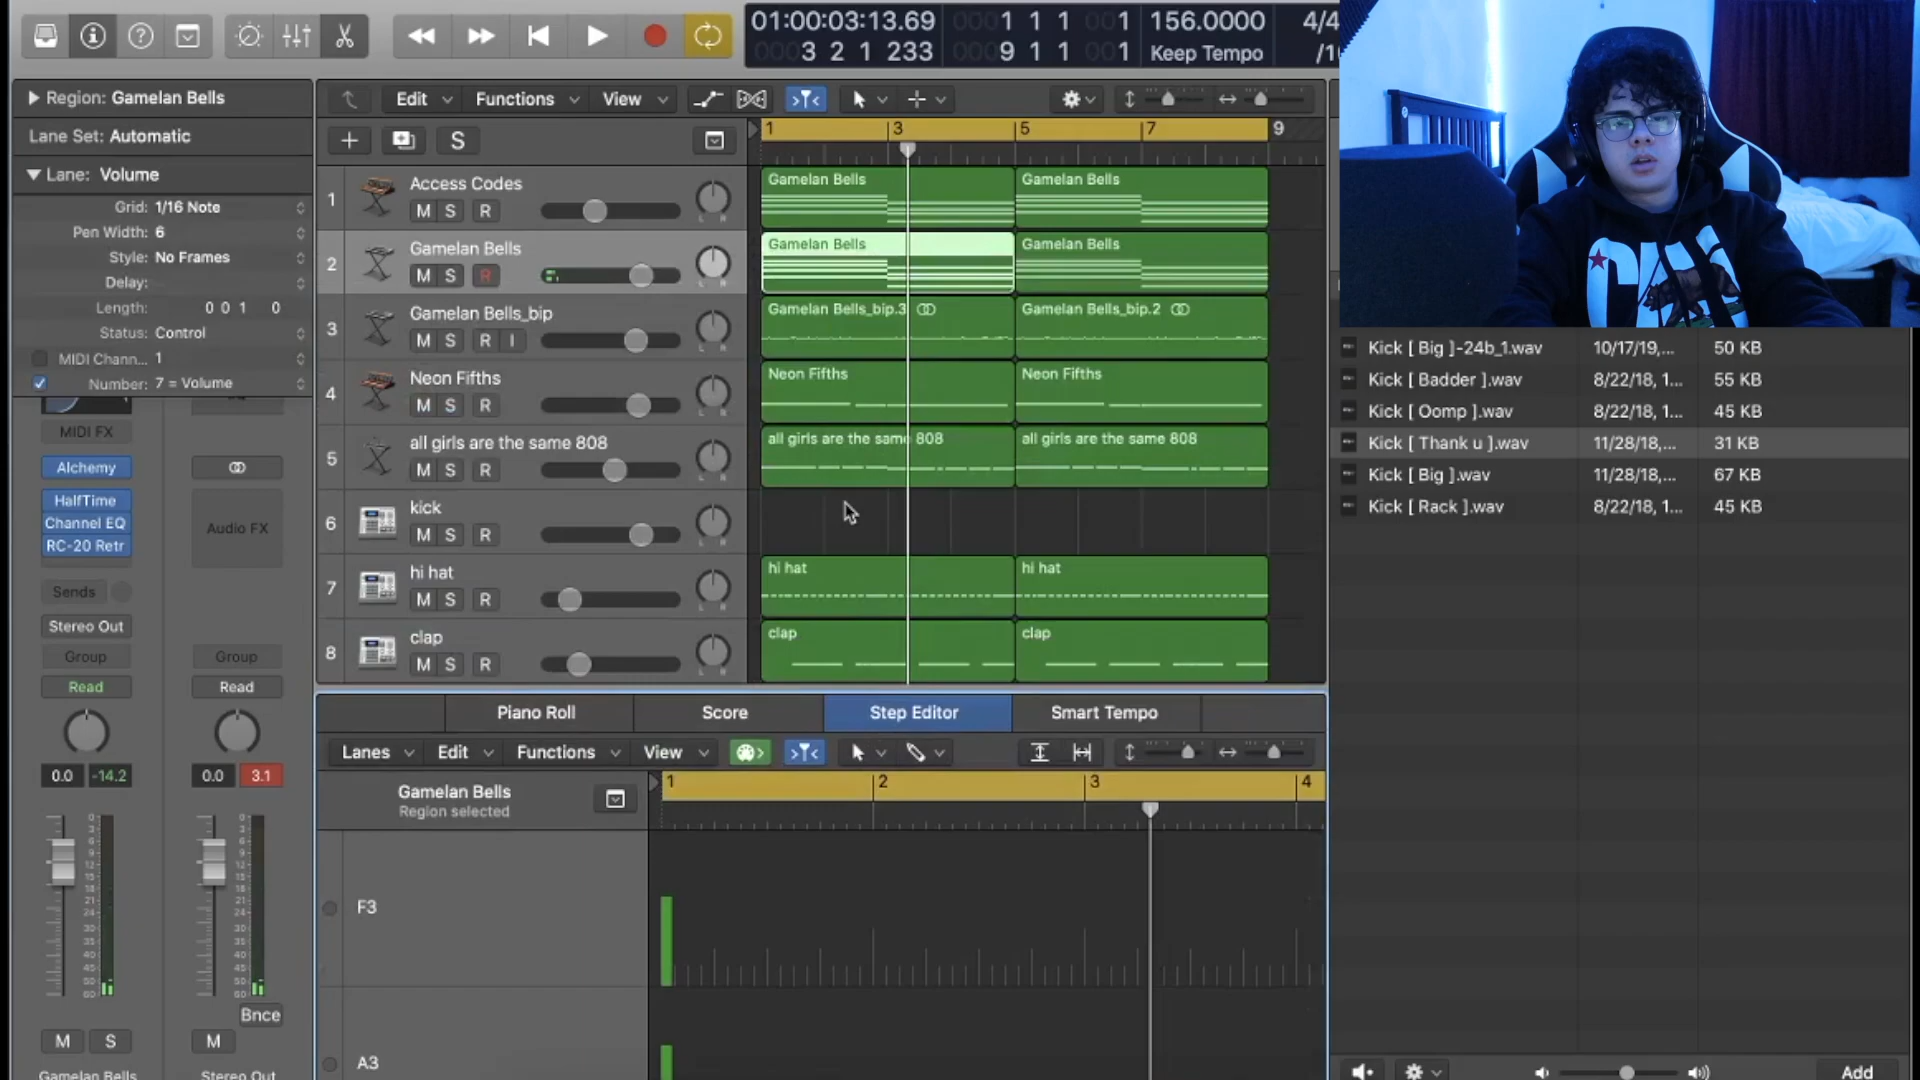 01:00:03:13.69
0003 2 1 233
0001 1 1 001
0009 1 1 001
156.0000
Keep Tempo
4/4
/1
Region: Gamelan Bells
Lane Set: Automatic
Lane: Volume
Grid: 1/16 Note
Pen Width: 6
Style: No Frames
Delay:
Length: 0 0 1 0
Status: Control
MIDI Chann... 1
Number: 7 = Volume
MIDI FX
Alchemy
HalfTime
Channel EQ
RC-20 Retr
Audio FX
Sends
Stereo Out
Group
Group
Read
Read
0.0 -14.2
0.0 3.1
Bnce
M S
M
Gamelan Bells
Stereo Out
Edit
Functions
View
S
1 3 5 7 9
1 Access Codes
M S R
Gamelan Bells
Gamelan Bells
2 Gamelan Bells
M S R
Gamelan Bells
Gamelan Bells
3 Gamelan Bells_bip
M S R I
Gamelan Bells_bip.3
Gamelan Bells_bip.2
4 Neon Fifths
M S R
Neon Fifths
Neon Fifths
5 all girls are the same 808
M S R
all girls are the same 808
all girls are the same 808
6 kick
M S R
7 hi hat
M S R
hi hat
hi hat
8 clap
M S R
clap
clap
Piano Roll
Score
Step Editor
Smart Tempo
Lanes
Edit
Functions
View
Gamelan Bells
Region selected
1 2 3 4
F3
A3
Kick [ Big ]-24b_1.wav 10/17/19,... 50 KB
Kick [ Badder ].wav 8/22/18, 1... 55 KB
Kick [ Oomp ].wav 8/22/18, 1... 45 KB
Kick [ Thank u ].wav 11/28/18,... 31 KB
Kick [ Big ].wav 11/28/18,... 67 KB
Kick [ Rack ].wav 8/22/18, 1... 45 KB
Add